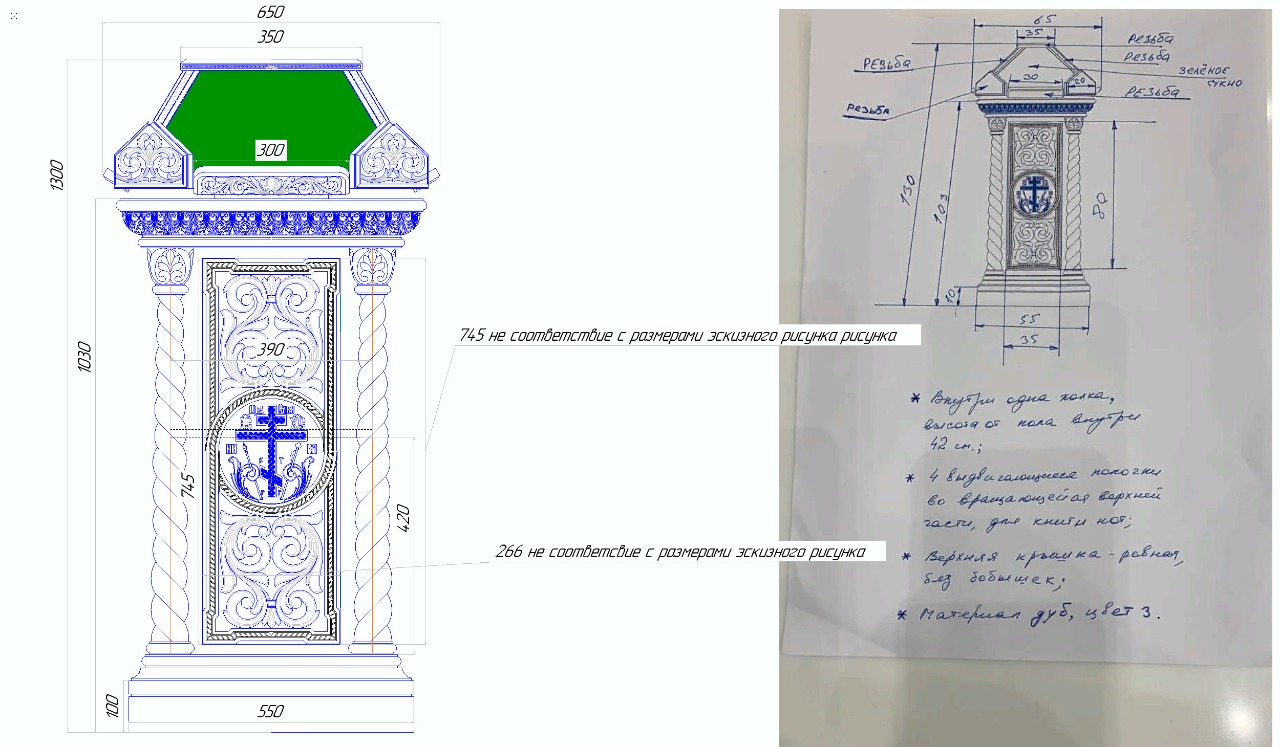 650
350
300
1300
1030
390
745
420
100
550
745 не соответствие с размерами эскизного рисунка рисунка
266 не соответсвие с размерами эскизного рисунка
65
35
Резьба
Резьба
РЕЗЬБА
зелёное
сукно
30
20
РЕЗЬБА
РЕЗЬБА
130
103
80
10
55
35
* Внутри одна полка,
высота от пола внутри
42 см.;
* 4 выдвигающиеся полочки
во вращающейся верхней
части, для книги нот;
* Верхняя крышка - ровная,
без бобышек;
* Материал дуб, цвет 3.